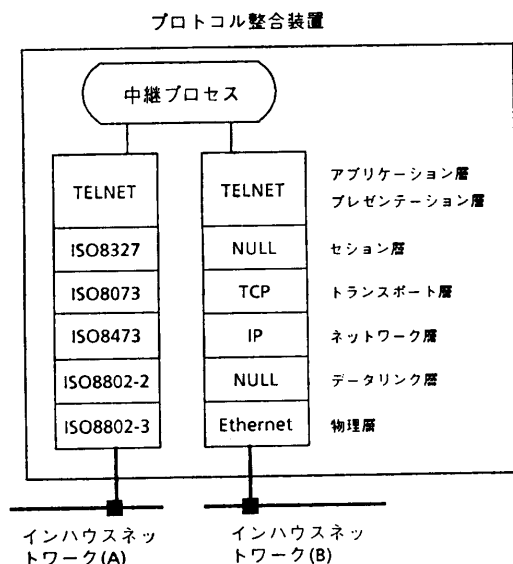 プロトコル整合装置
中継プロセス
TELNET
TELNET
アプリケーション層
プレゼンテーション層
ISO8327
NULL
セション層
ISO8073
TCP
トランスポート層
ISO8473
IP
ネットワーク層
ISO8802-2
NULL
データリンク層
ISO8802-3
Ethernet
物理層
インハウスネッ
トワーク(A)
インハウスネッ
トワーク(B)